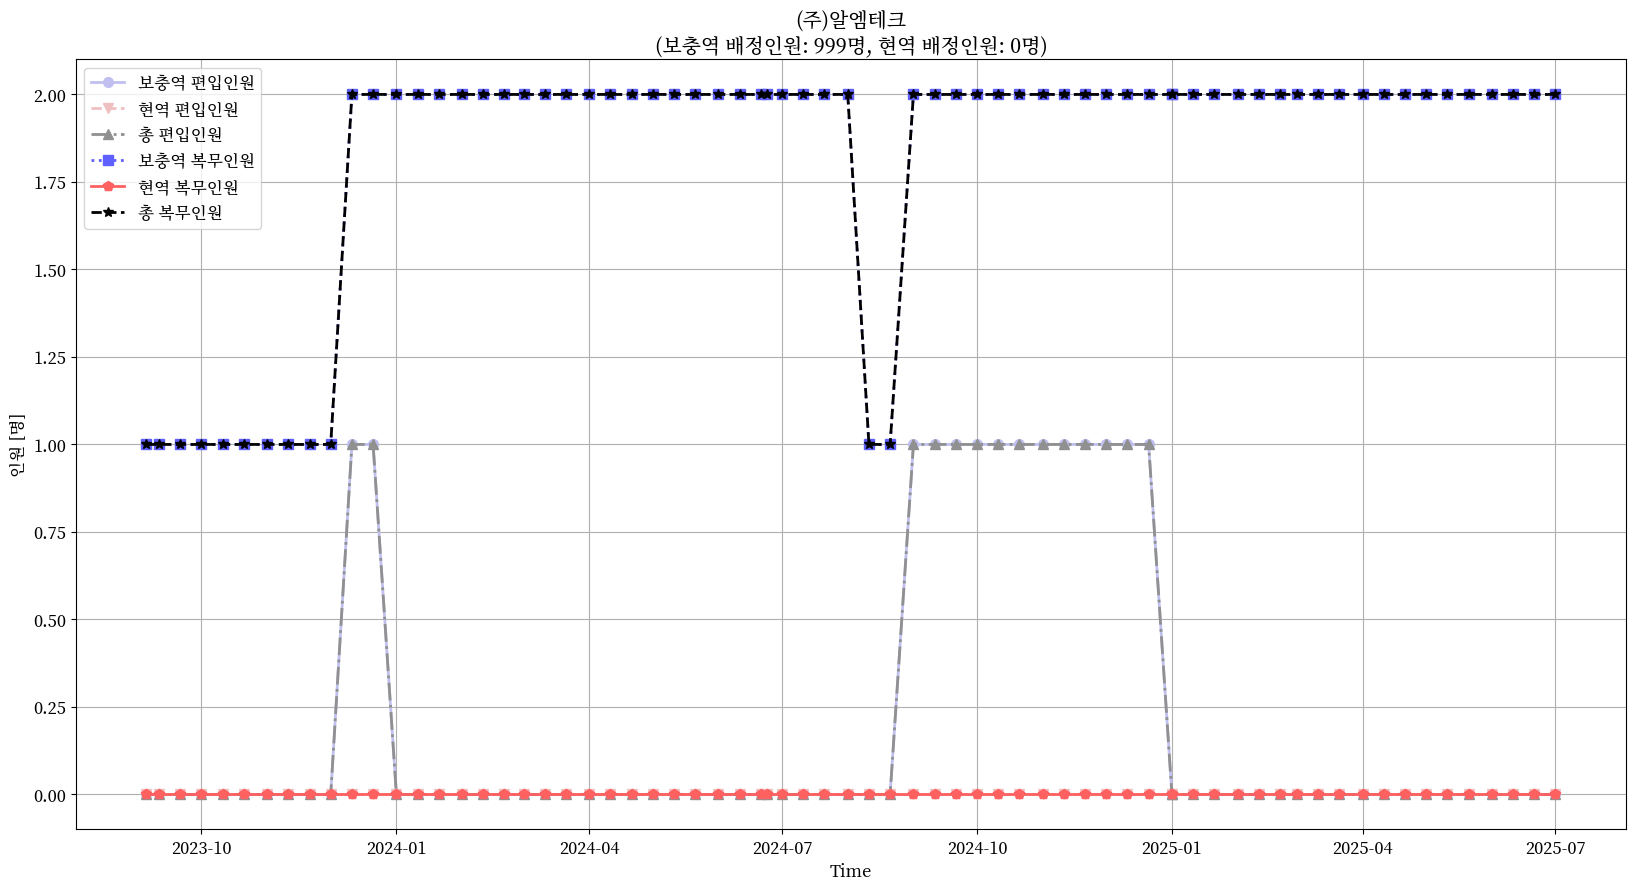 (주)알엠테크
(보충역 배정인원: 999명, 현역 배정인원: 0명)
보충역 편입인원
현역 편입인원
총 편입인원
보충역 복무인원
현역 복무인원
총 복무인원
2.00
1.75
1.50
1.25
1.00
0.75
0.50
0.25
0.00
인원 [명]
2023-10
2024-01
2024-04
2024-07
2024-10
2025-01
2025-04
2025-07
Time